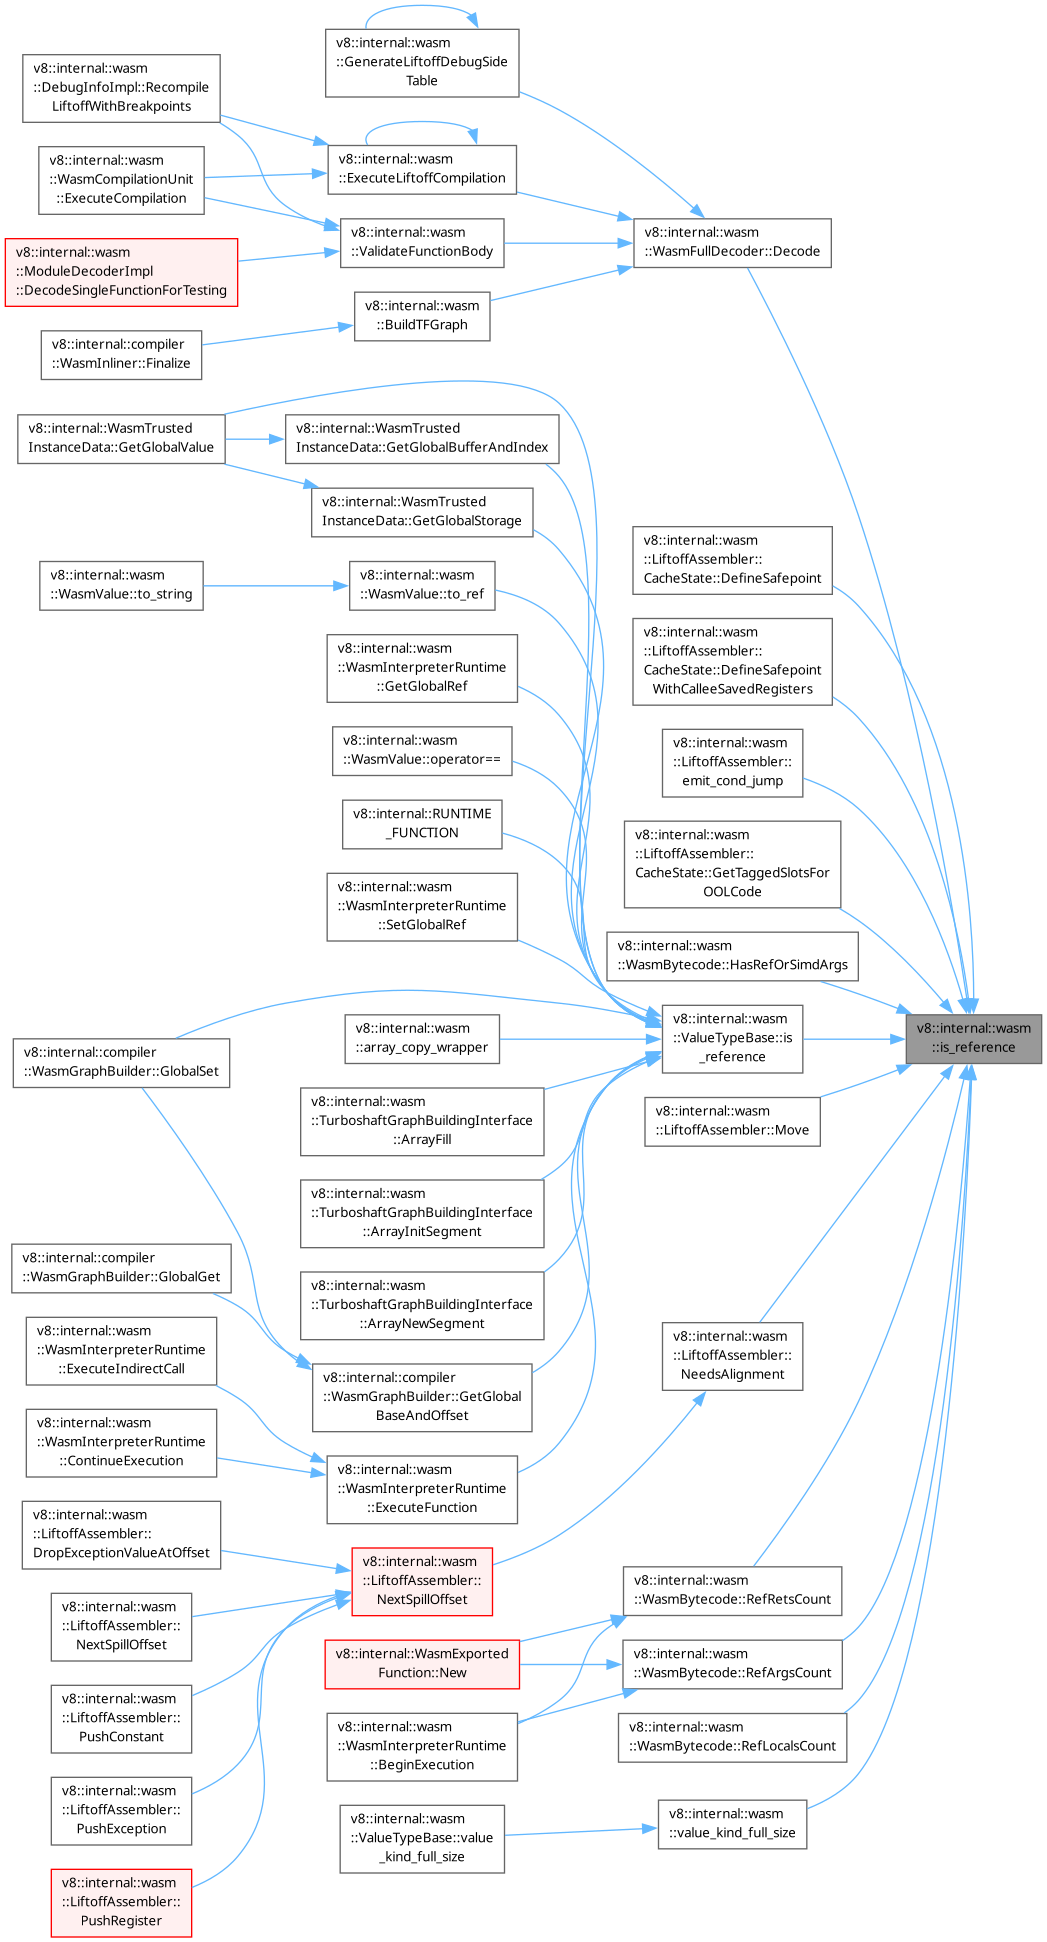 v8::internal::wasm
::GenerateLiftoffDebugSide
Table
v8::internal::wasm
::DebugInfoImpl::Recompile
LiftoffWithBreakpoints
v8::internal::wasm
::ExecuteLiftoffCompilation
v8::internal::wasm
::WasmCompilationUnit
::ExecuteCompilation
v8::internal::wasm
::ValidateFunctionBody
v8::internal::wasm
::WasmFullDecoder::Decode
v8::internal::wasm
::ModuleDecoderImpl
::DecodeSingleFunctionForTesting
v8::internal::wasm
::BuildTFGraph
v8::internal::compiler
::WasmInliner::Finalize
v8::internal::WasmTrusted
InstanceData::GetGlobalValue
v8::internal::WasmTrusted
InstanceData::GetGlobalBufferAndIndex
v8::internal::WasmTrusted
InstanceData::GetGlobalStorage
v8::internal::wasm
::LiftoffAssembler::
CacheState::DefineSafepoint
v8::internal::wasm
::WasmValue::to_string
v8::internal::wasm
::WasmValue::to_ref
v8::internal::wasm
::LiftoffAssembler::
CacheState::DefineSafepoint
WithCalleeSavedRegisters
v8::internal::wasm
::WasmInterpreterRuntime
::GetGlobalRef
v8::internal::wasm
::WasmValue::operator==
v8::internal::wasm
::LiftoffAssembler::
emit_cond_jump
v8::internal::RUNTIME
_FUNCTION
v8::internal::wasm
::LiftoffAssembler::
CacheState::GetTaggedSlotsFor
OOLCode
v8::internal::wasm
::WasmInterpreterRuntime
::SetGlobalRef
v8::internal::wasm
::WasmBytecode::HasRefOrSimdArgs
v8::internal::compiler
::WasmGraphBuilder::GlobalSet
v8::internal::wasm
::array_copy_wrapper
v8::internal::wasm
::ValueTypeBase::is
_reference
v8::internal::wasm
::is_reference
v8::internal::wasm
::TurboshaftGraphBuildingInterface
::ArrayFill
v8::internal::wasm
::LiftoffAssembler::Move
v8::internal::wasm
::TurboshaftGraphBuildingInterface
::ArrayInitSegment
v8::internal::compiler
::WasmGraphBuilder::GlobalGet
v8::internal::wasm
::TurboshaftGraphBuildingInterface
::ArrayNewSegment
v8::internal::wasm
::WasmInterpreterRuntime
::ExecuteIndirectCall
v8::internal::compiler
::WasmGraphBuilder::GetGlobal
BaseAndOffset
v8::internal::wasm
::LiftoffAssembler::
NeedsAlignment
v8::internal::wasm
::WasmInterpreterRuntime
::ContinueExecution
v8::internal::wasm
::WasmInterpreterRuntime
::ExecuteFunction
v8::internal::wasm
::LiftoffAssembler::
DropExceptionValueAtOffset
v8::internal::wasm
::LiftoffAssembler::
NextSpillOffset
v8::internal::wasm
::WasmBytecode::RefRetsCount
v8::internal::wasm
::LiftoffAssembler::
NextSpillOffset
v8::internal::WasmExported
Function::New
v8::internal::wasm
::WasmBytecode::RefArgsCount
v8::internal::wasm
::LiftoffAssembler::
PushConstant
v8::internal::wasm
::WasmInterpreterRuntime
::BeginExecution
v8::internal::wasm
::WasmBytecode::RefLocalsCount
v8::internal::wasm
::LiftoffAssembler::
PushException
v8::internal::wasm
::ValueTypeBase::value
_kind_full_size
v8::internal::wasm
::value_kind_full_size
v8::internal::wasm
::LiftoffAssembler::
PushRegister